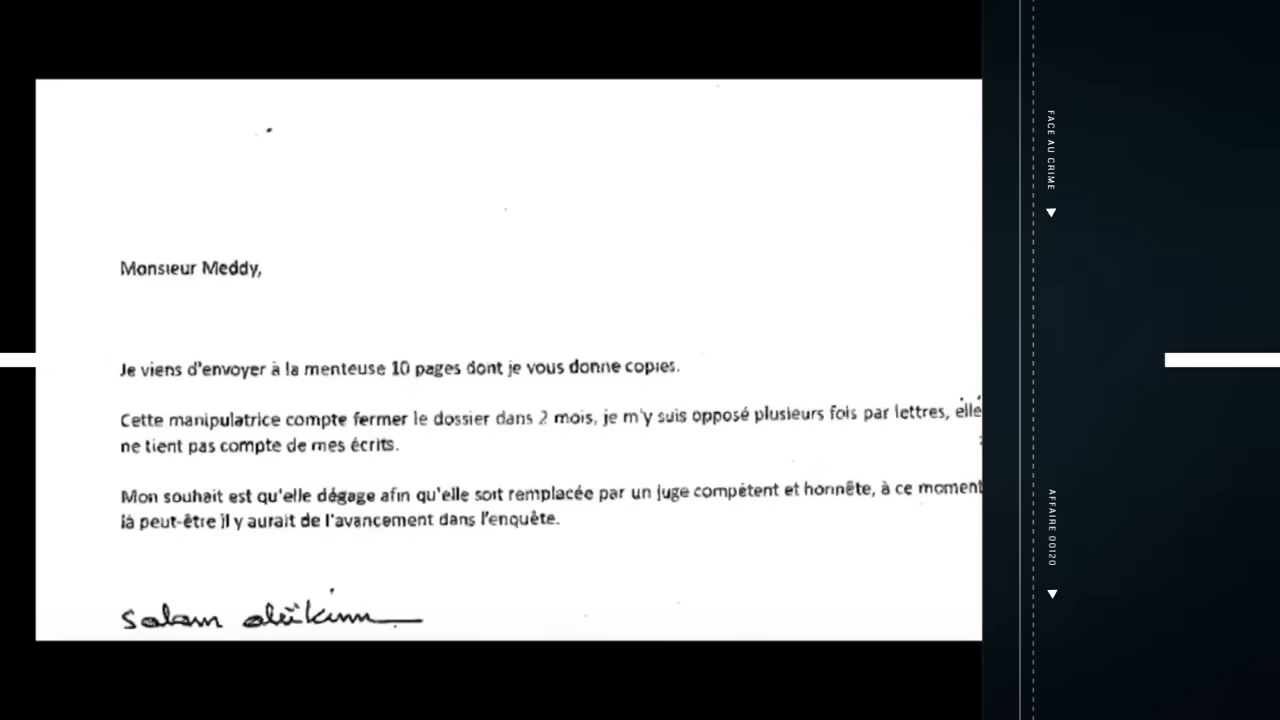 Monsieur Meddy,
Je viens d'envoyer à la menteuse 10 pages dont je vous donne copies.
Cette manipulatrice compte fermer le dossier dans 2 mois, je m'y suis opposé plusieurs fois par lettres, elle
ne tient pas compte de mes écrits.
Mon souhait est qu'elle dégage afin qu'elle soit remplacée par un juge compètent et honnête, à ce moment
là peut-être il y aurait de l'avancement dans l'enquête.
Salam aleïkum
FACE AU CRIME
AFFAIRE 00120